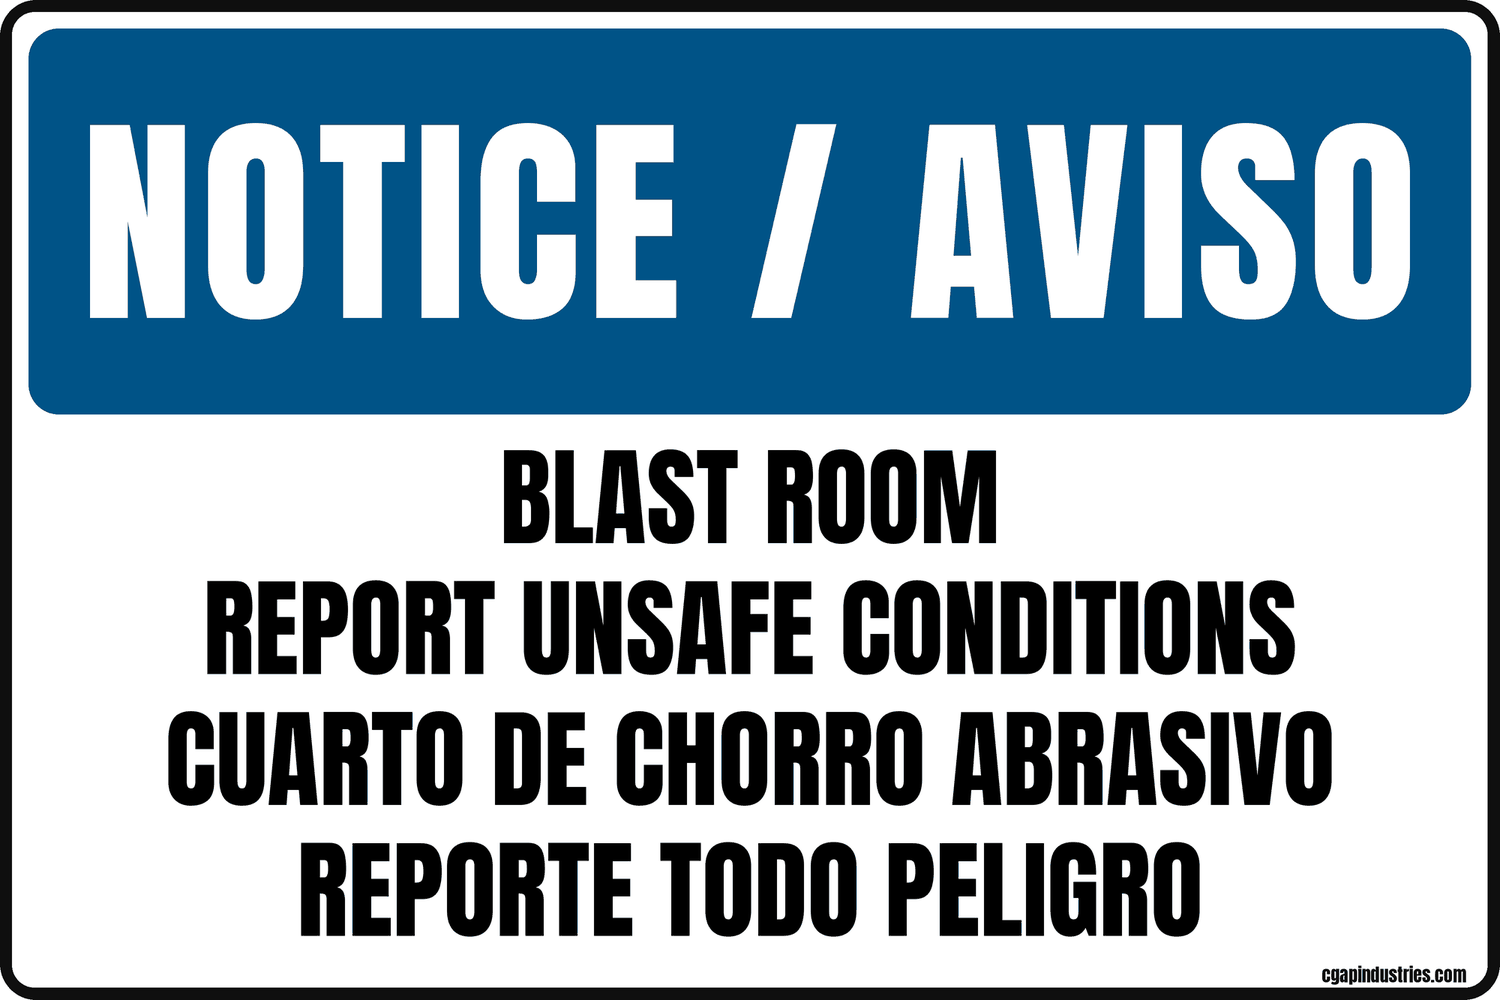 NOTICE / AVISO
BLAST ROOM
REPORT UNSAFE CONDITIONS
CUARTO DE CHORRO ABRASIVO
REPORTE TODO PELIGRO
cgapindustries.com